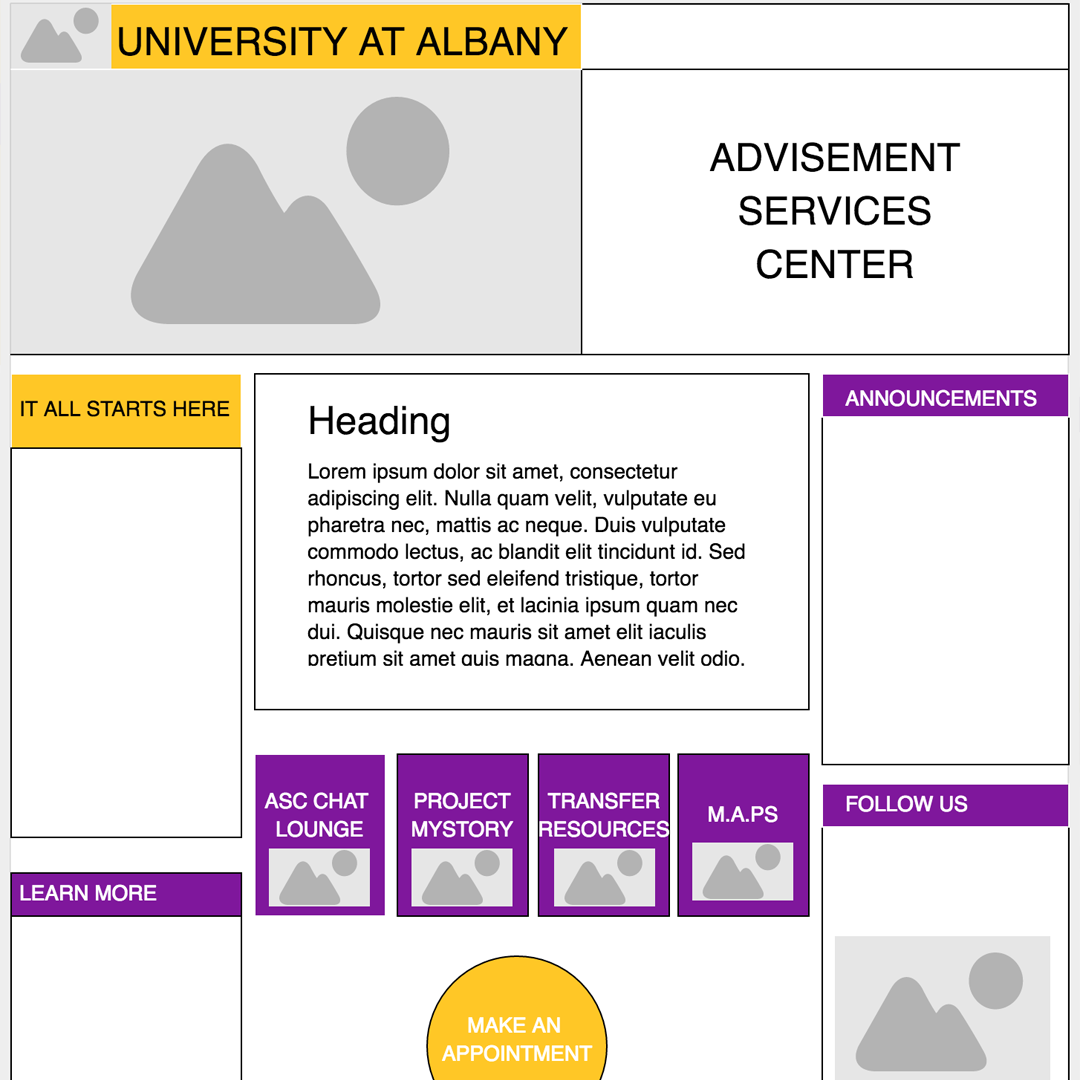 UNIVERSITY AT ALBANY
ADVISEMENT
SERVICES
CENTER
IT ALL STARTS HERE
Heading
Lorem ipsum dolor sit amet, consectetur
adipiscing elit. Nulla quam velit, vulputate eu
pharetra nec, mattis ac neque. Duis vulputate
commodo lectus, ac blandit elit tincidunt id. Sed
rhoncus, tortor sed eleifend tristique, tortor
mauris molestie elit, et lacinia ipsum quam nec
dui. Quisque nec mauris sit amet elit iaculis
pretium sit amet quis magna. Aenean velit odio.
ANNOUNCEMENTS
ASC CHAT
LOUNGE
PROJECT
MYSTORY
TRANSFER
RESOURCES
M.A.PS
FOLLOW US
LEARN MORE
MAKE AN
APPOINTMENT